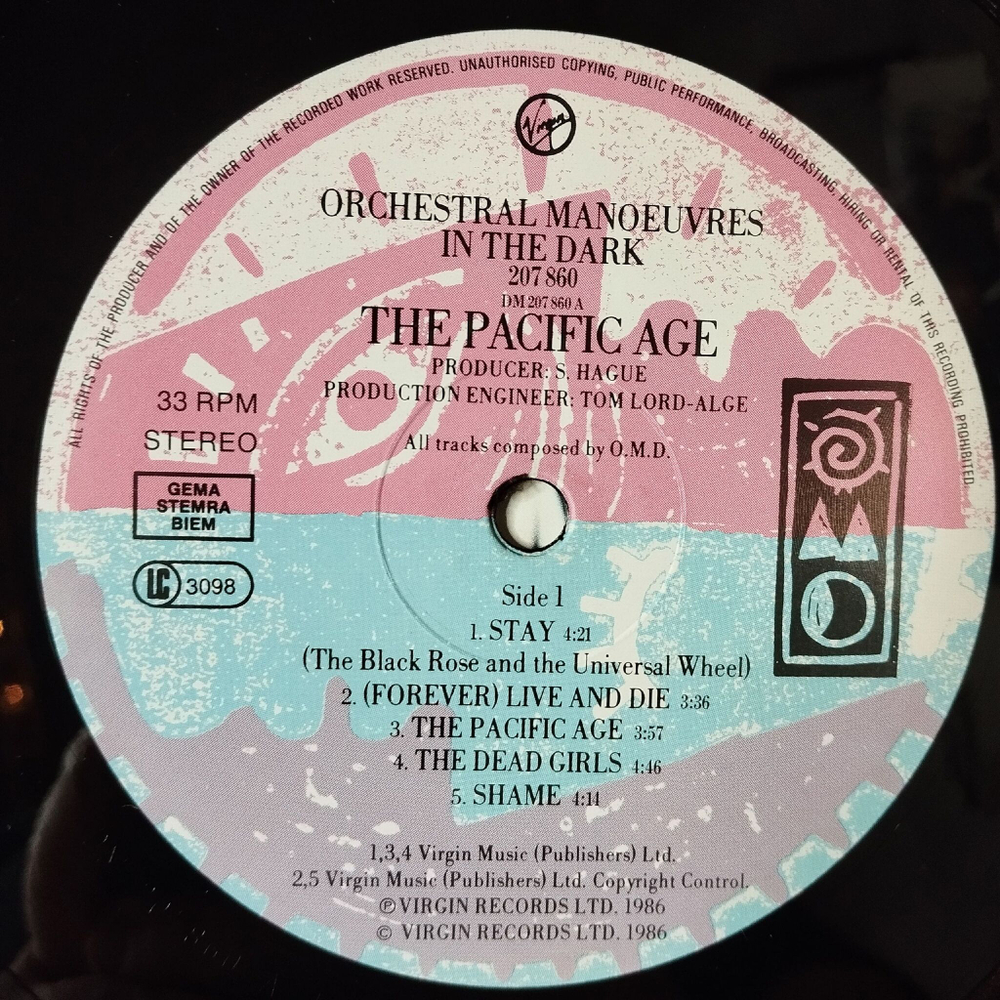 ALL RIGHTS OF THE PRODUCER AND OF THE OWNER OF THE RECORDED WORK RESERVED. UNAUTHORISED COPYING, PUBLIC PERFORMANCE, BROADCASTING, HIRING OR RENTAL OF THIS RECORDING PROHIBITED.
Virgin
ORCHESTRAL MANOEUVRES
IN THE DARK
207 860
DM 207 860 A
THE PACIFIC AGE
PRODUCER: S. HAGUE
PRODUCTION ENGINEER: TOM LORD-ALGE
33 RPM
STEREO
All tracks composed by O.M.D.
GEMA
STEMRA
BIEM
LC 3098
Side 1
1. STAY 4:21
(The Black Rose and the Universal Wheel)
2. (FOREVER) LIVE AND DIE 3:36
3. THE PACIFIC AGE 3:57
4. THE DEAD GIRLS 4:46
5. SHAME 4:14
1,3,4 Virgin Music (Publishers) Ltd.
2,5 Virgin Music (Publishers) Ltd. Copyright Control.
℗ VIRGIN RECORDS LTD. 1986
© VIRGIN RECORDS LTD. 1986